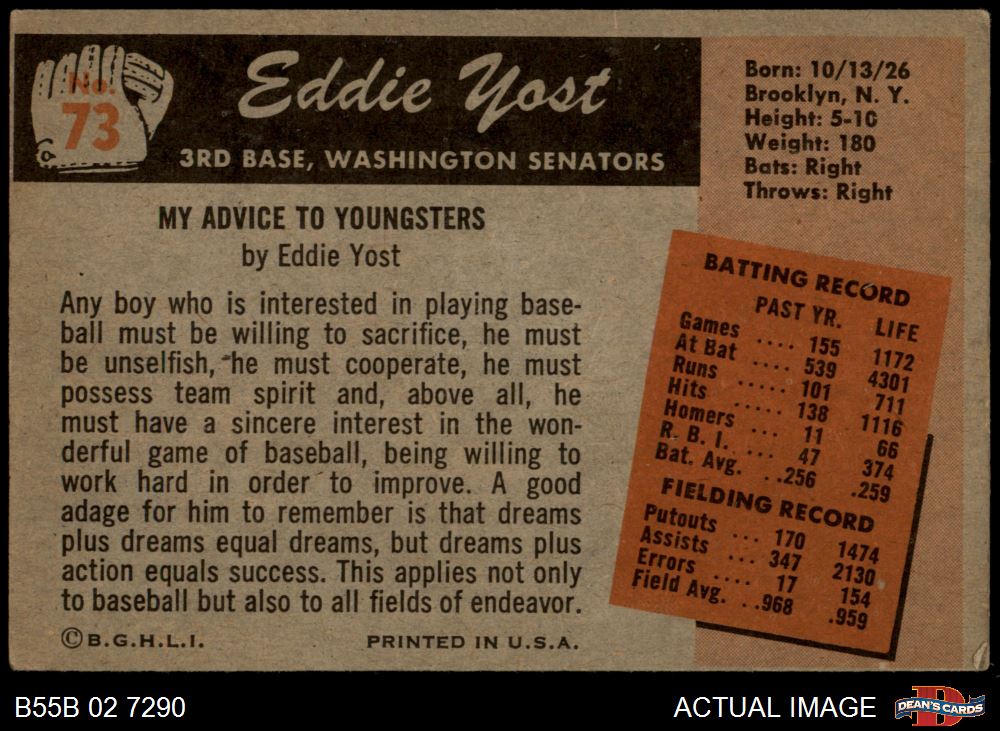 No.
73
Eddie Yost
3RD BASE, WASHINGTON SENATORS
Born: 10/13/26
Brooklyn, N. Y.
Height: 5-10
Weight: 180
Bats: Right
Throws: Right
MY ADVICE TO YOUNGSTERS
by Eddie Yost
Any boy who is interested in playing base-
ball must be willing to sacrifice, he must
be unselfish, he must cooperate, he must
possess team spirit and, above all, he
must have a sincere interest in the won-
derful game of baseball, being willing to
work hard in order to improve. A good
adage for him to remember is that dreams
plus dreams equal dreams, but dreams plus
action equals success. This applies not only
to baseball but also to all fields of endeavor.
©B.G.H.L.I. PRINTED IN U.S.A.
BATTING RECORD
PAST YR. LIFE
Games .... 155 1172
At Bat .... 539 4301
Runs ..... 101 711
Hits ..... 138 1116
Homers ... 11 66
R. B. I. ... 47 374
Bat. Avg. ..256 .259
FIELDING RECORD
Putouts ... 170 1474
Assists ... 347 2130
Errors .... 17 154
Field Avg. ..968 .959
B55B 02 7290 ACTUAL IMAGE
DEAN'S CARDS